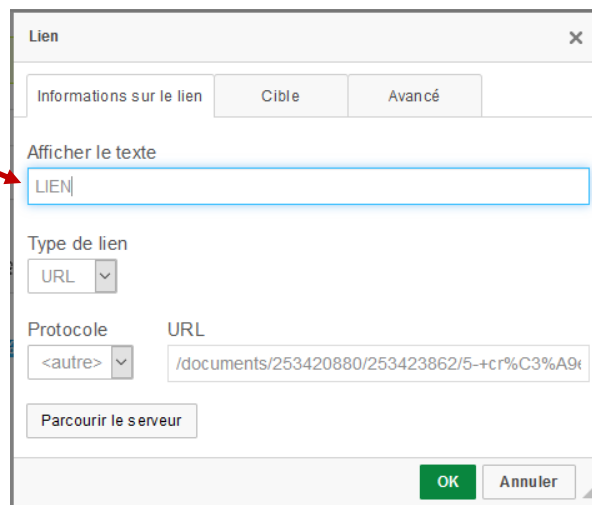 Lien
Informations sur le lien Cible Avancé
Afficher le texte
LIEN
Type de lien
URL
Protocole URL
<autre> /documents/253420880/253423862/5-+cr%C3%A9
Parcourir le serveur
OK Annuler